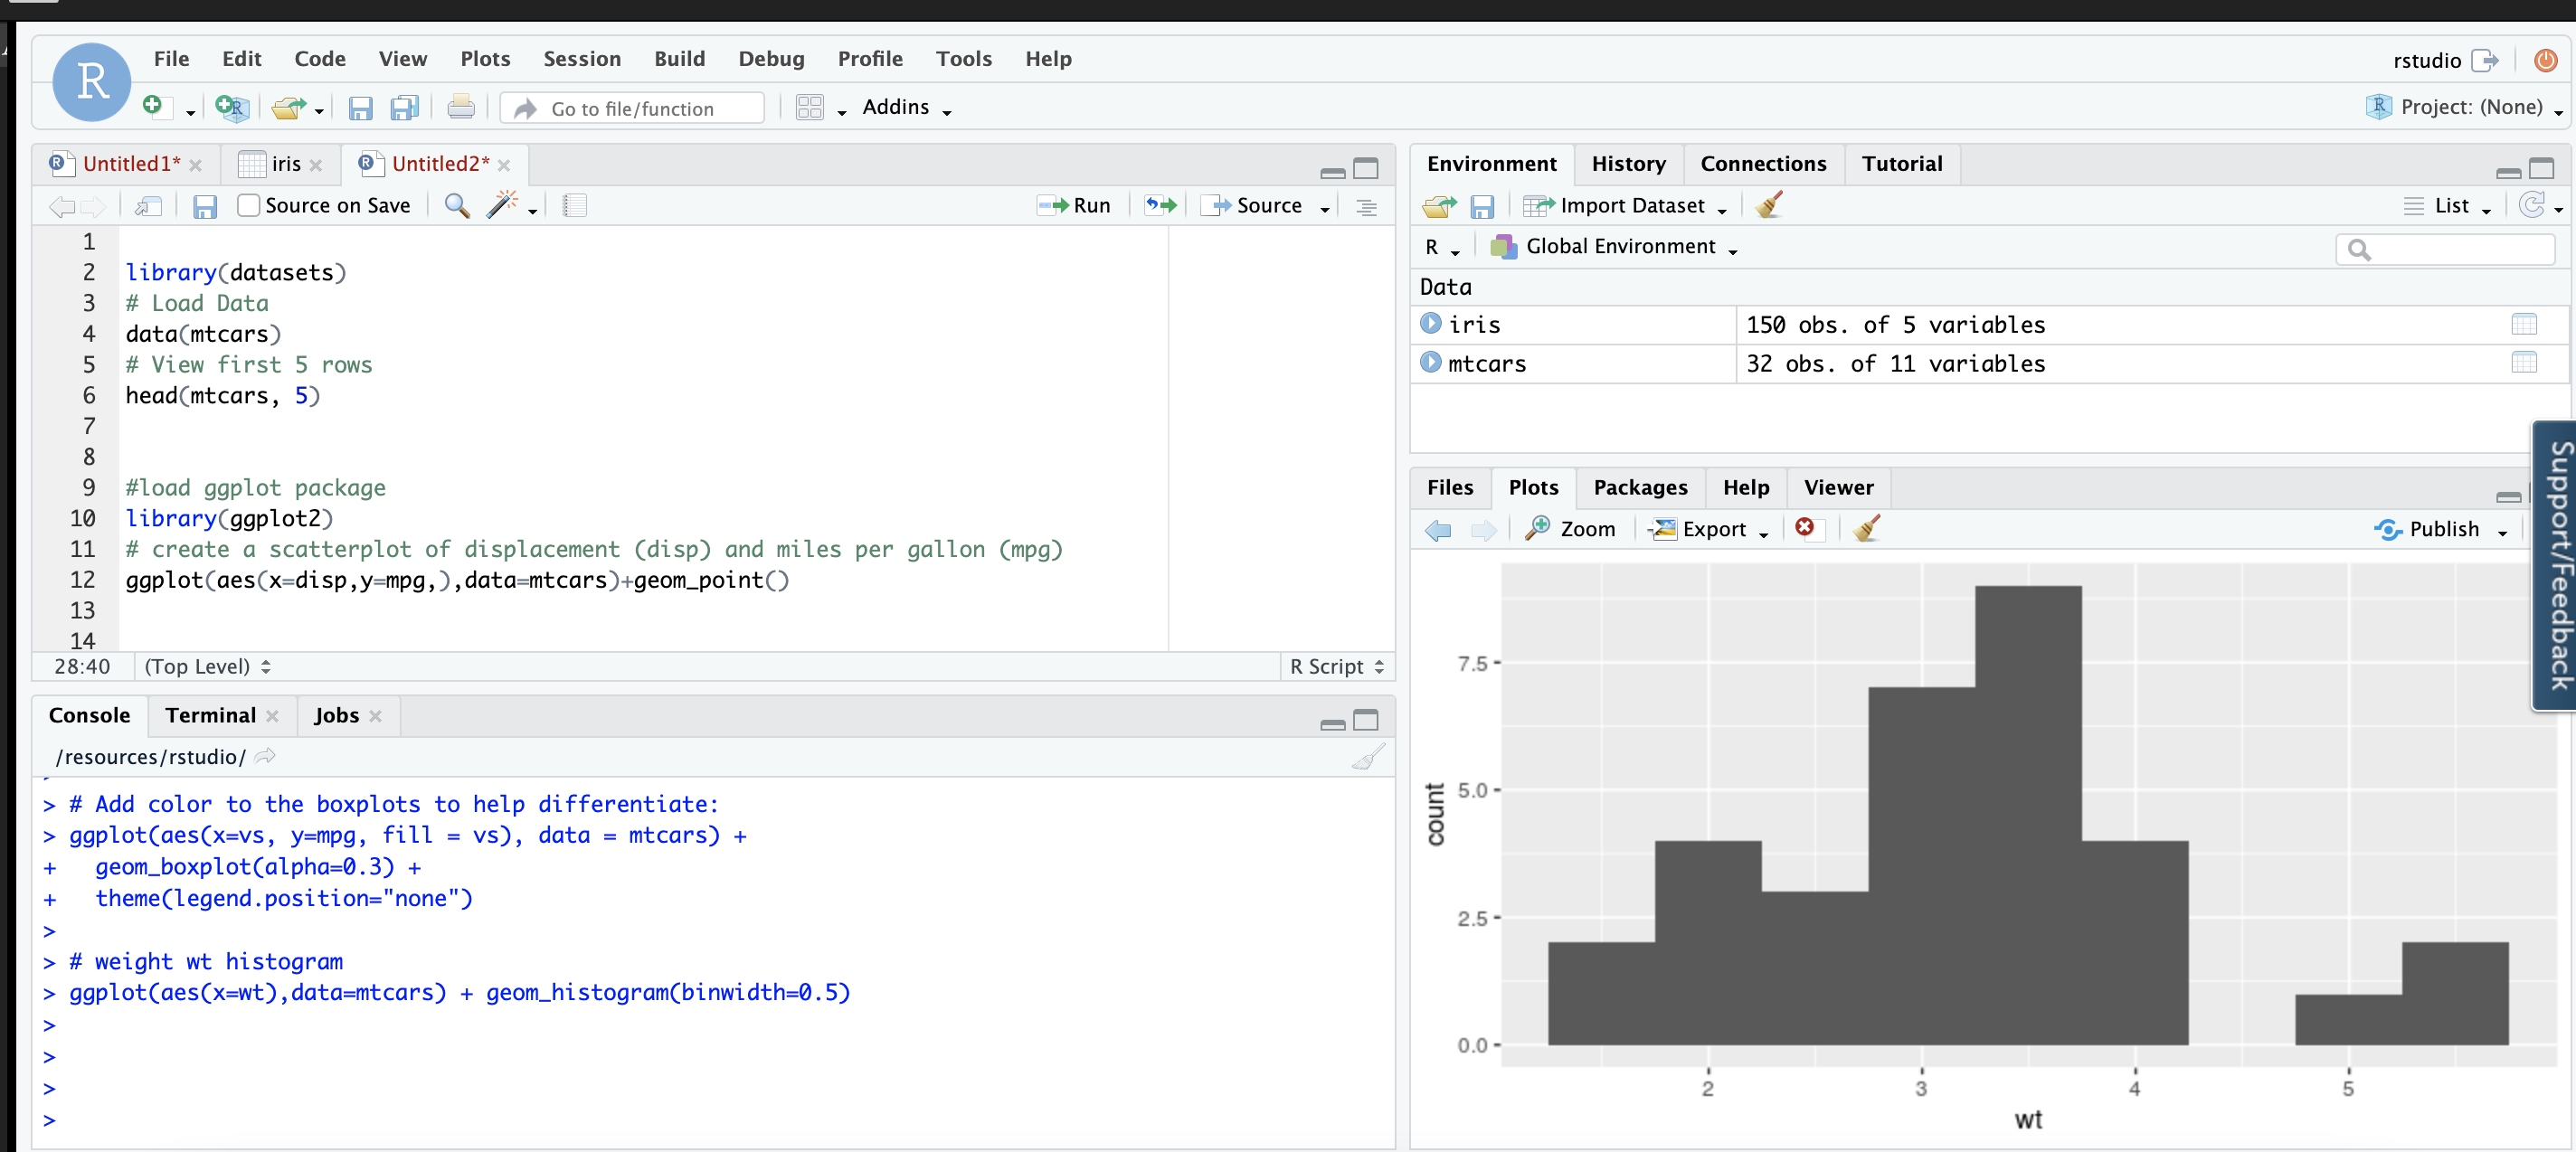 File Edit Code View Plots Session Build Debug Profile Tools Help
rstudio
R
Go to file/function
Addins
Project: (None)
Untitled1*
iris
Untitled2*
Source on Save
Run
Source
1
2 library(datasets)
3 # Load Data
4 data(mtcars)
5 # View first 5 rows
6 head(mtcars, 5)
7
8
9 #load ggplot package
10 library(ggplot2)
11 # create a scatterplot of displacement (disp) and miles per gallon (mpg)
12 ggplot(aes(x=disp,y=mpg,),data=mtcars)+geom_point()
13
14
28:40 (Top Level) R Script
Console Terminal Jobs
/resources/rstudio/
> # Add color to the boxplots to help differentiate:
> ggplot(aes(x=vs, y=mpg, fill = vs), data = mtcars) +
+   geom_boxplot(alpha=0.3) +
+   theme(legend.position="none")
>
> # weight wt histogram
> ggplot(aes(x=wt),data=mtcars) + geom_histogram(binwidth=0.5)
>
>
>
>
Environment History Connections Tutorial
Import Dataset
List
R Global Environment
Data
iris 150 obs. of 5 variables
mtcars 32 obs. of 11 variables
Files Plots Packages Help Viewer
Zoom Export Publish
Support/Feedback
count
7.5
5.0
2.5
0.0
2 3 4 5
wt